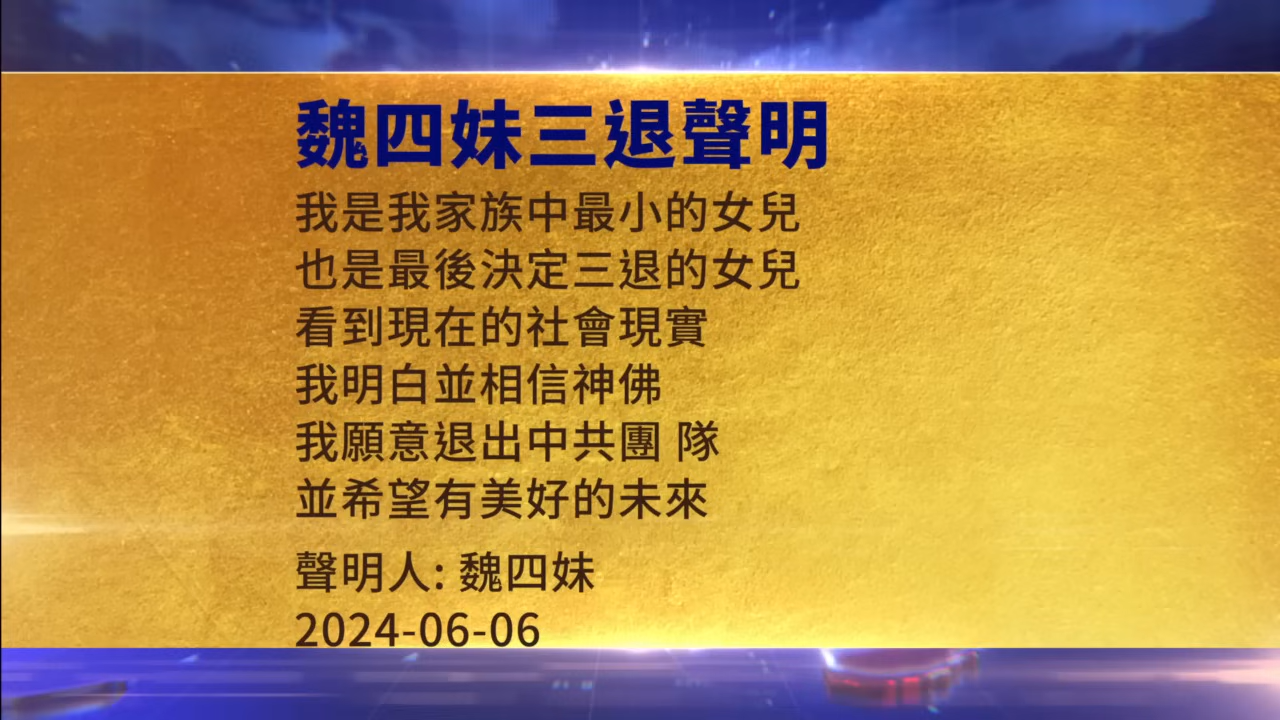 魏四妹三退聲明
我是我家族中最小的女兒
也是最後決定三退的女兒
看到現在的社會現實
我明白並相信神佛
我願意退出中共團 隊
並希望有美好的未來
聲明人: 魏四妹
2024-06-06